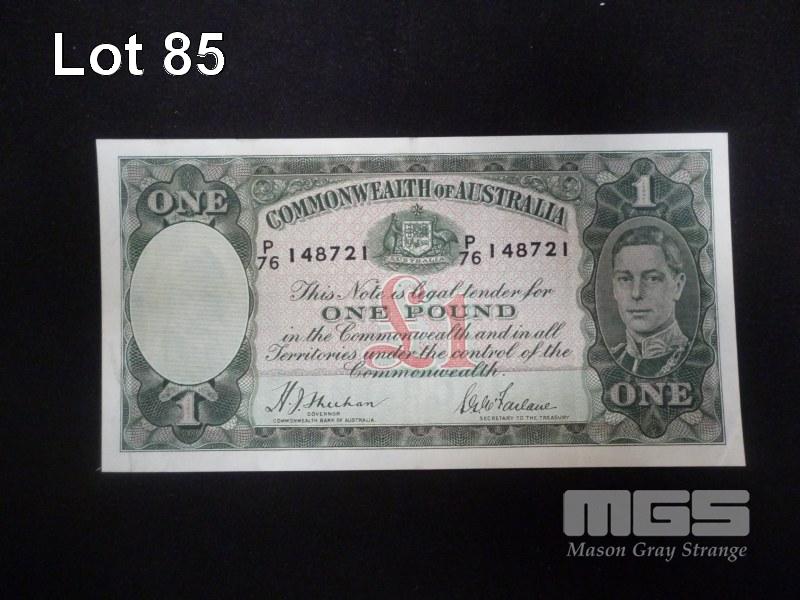 Lot 85
ONE
COMMONWEALTH OF AUSTRALIA
1
P/76 148721
P/76 148721
AUSTRALIA
This Note is legal tender for
ONE POUND
in the Commonwealth and in all
Territories under the control of the
Commonwealth.
£1
H.J. Sheehan
GOVERNOR
COMMONWEALTH BANK OF AUSTRALIA.
S.G. McFarlane
SECRETARY TO THE TREASURY
1
ONE
MGS
Mason Gray Strange